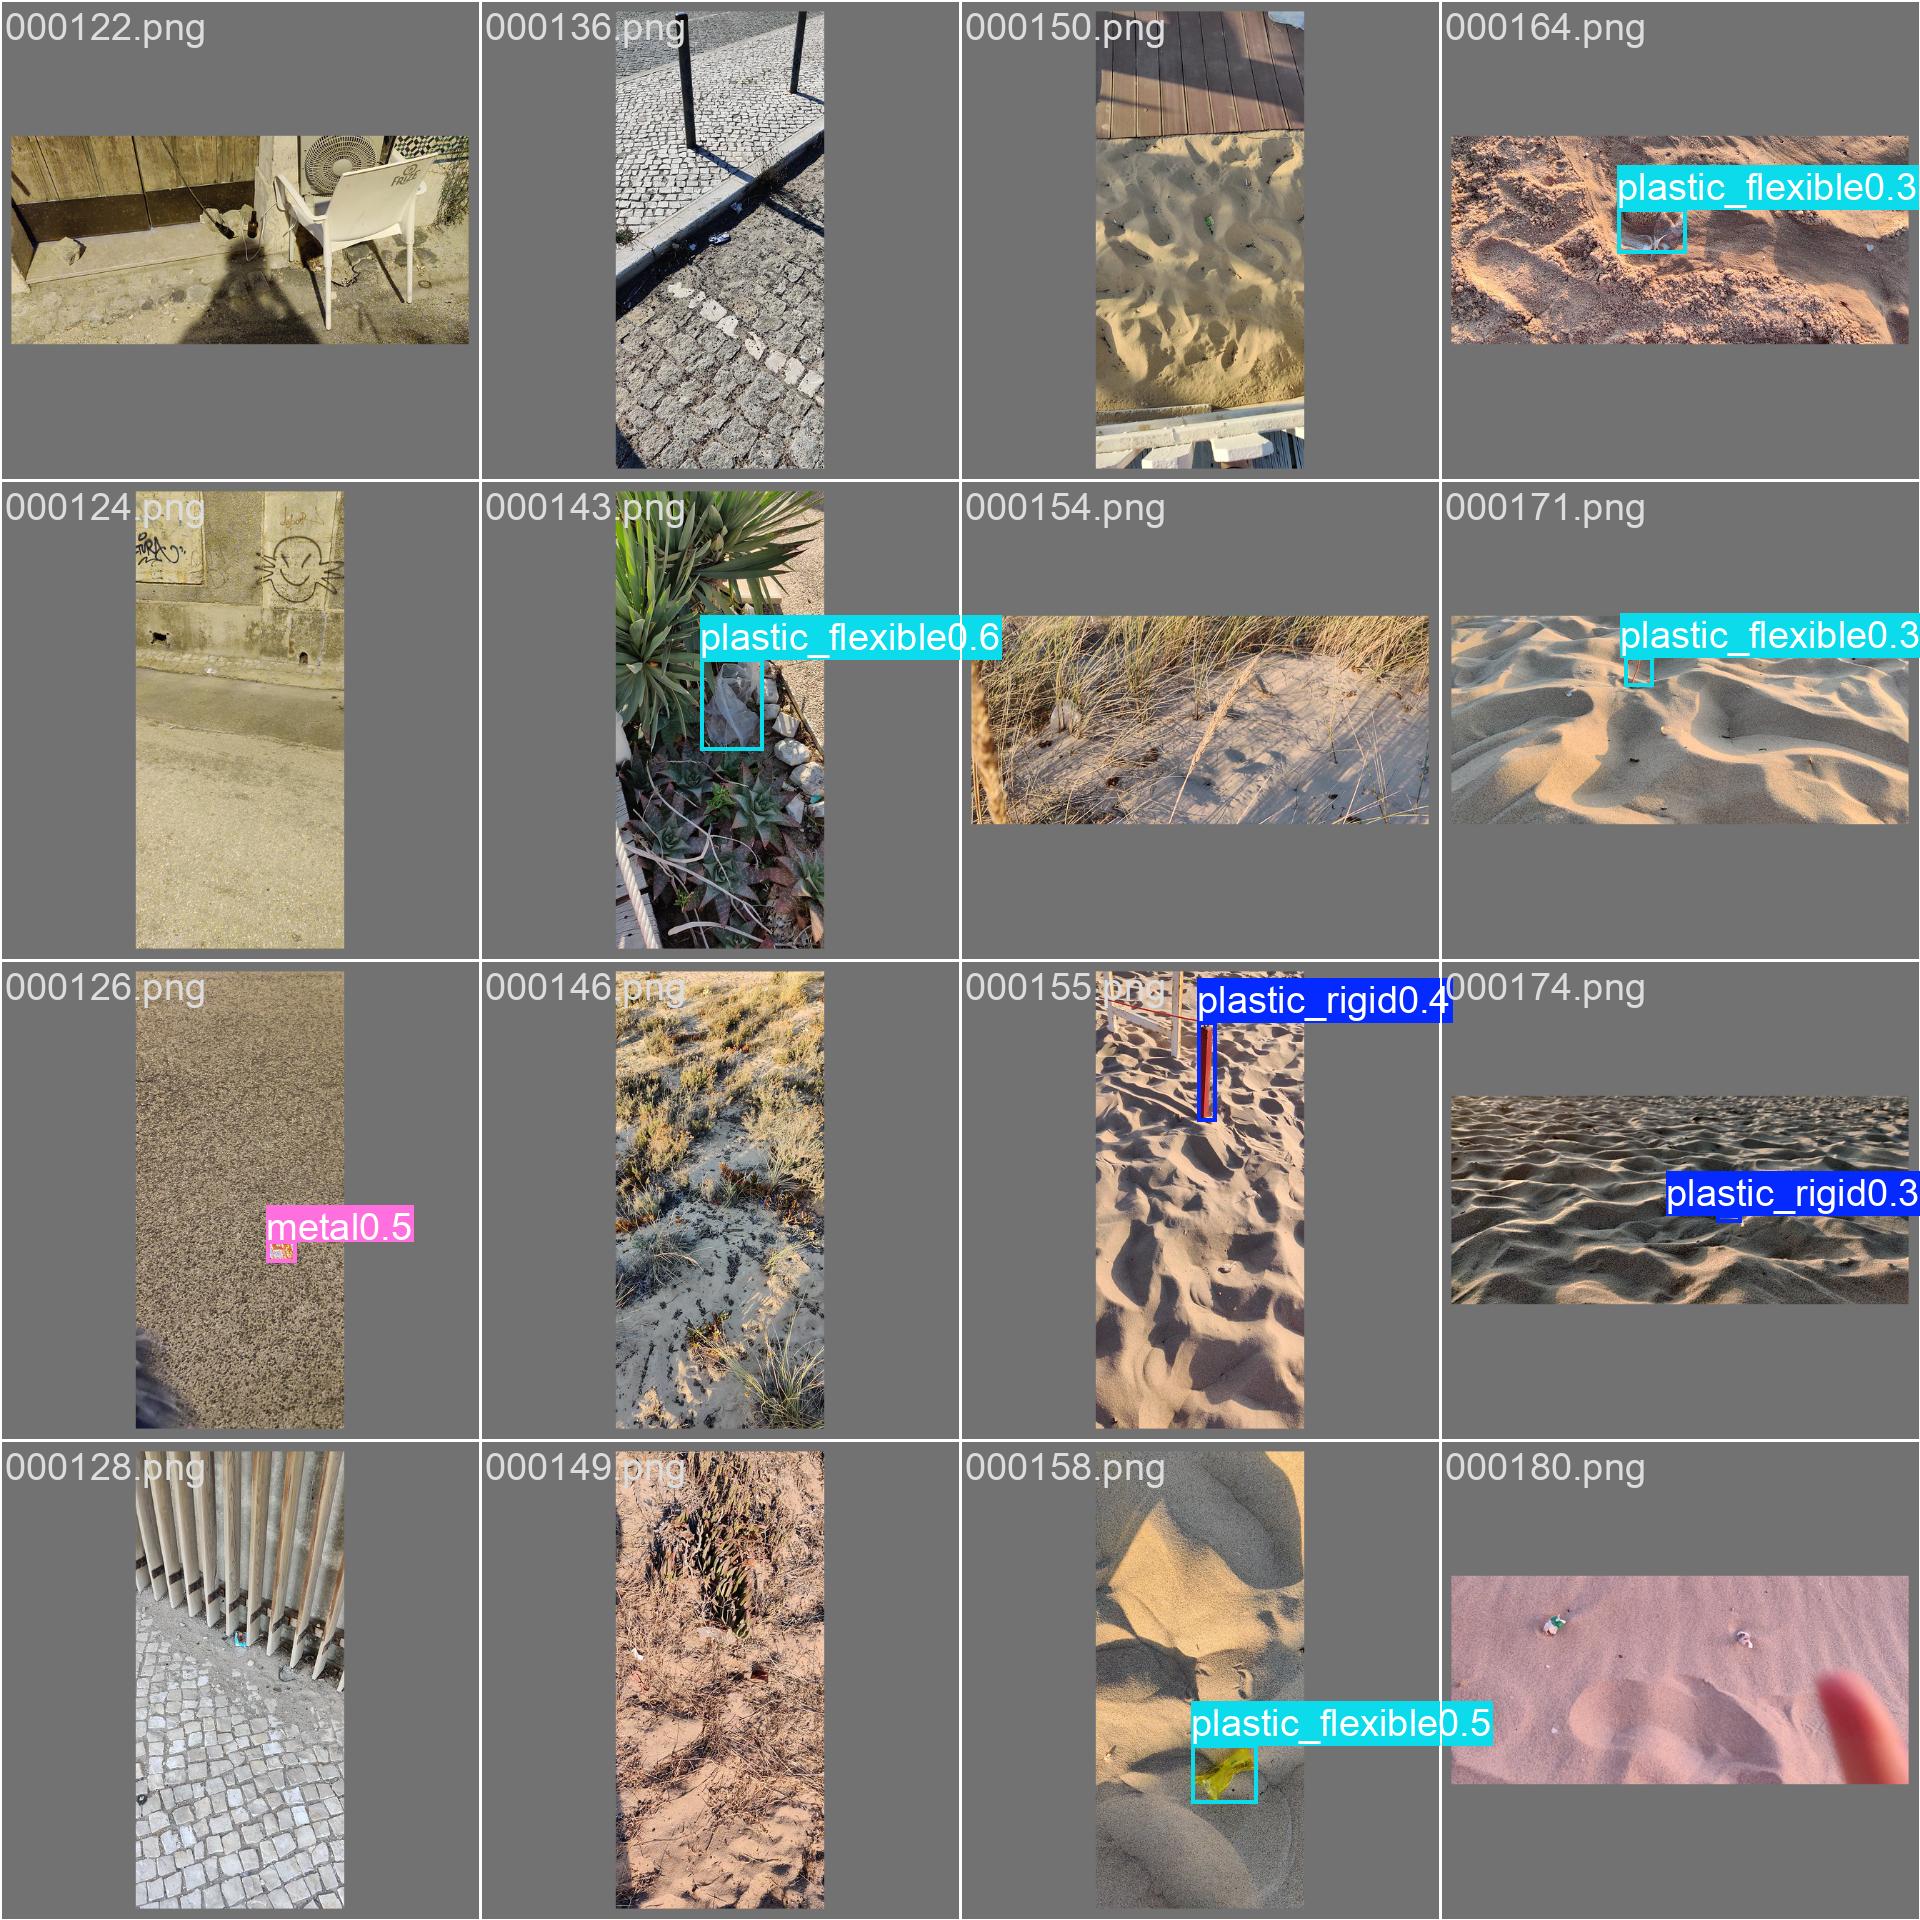 000122.png
000136.png
000150.png
000164.png
plastic_flexible0.3
FRIZE
000124.png
000143.png
000154.png
000171.png
plastic_flexible0.6
plastic_flexible0.3
000126.png
000146.png
000155.png
000174.png
plastic_rigid0.4
plastic_rigid0.3
metal0.5
000128.png
000149.png
000158.png
000180.png
plastic_flexible0.5